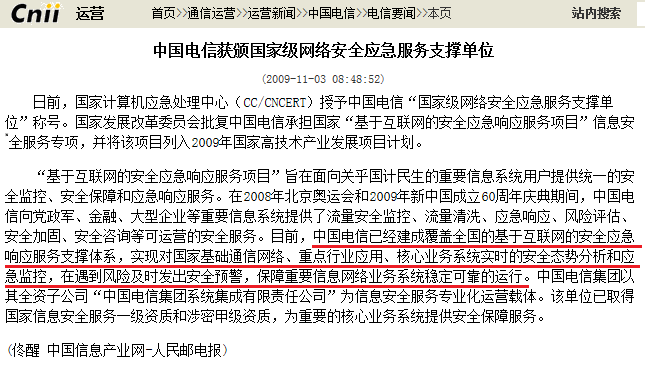 Cnii 运营 首页>>通信运营>>运营新闻>>中国电信>>电信要闻>>本页 站内搜索
中国电信获颁国家级网络安全应急服务支撑单位
(2009-11-03 08:48:52)
日前，国家计算机应急处理中心（CC/CNCERT）授予中国电信“国家级网络安全应急服务支撑单
位”称号。国家发展改革委员会批复中国电信承担国家“基于互联网的安全应急响应服务项目”信息安
全服务专项，并将该项目列入2009年国家高技术产业发展项目计划。
“基于互联网的安全应急响应服务项目”旨在面向关乎国计民生的重要信息系统用户提供统一的安
全监控、安全保障和应急响应服务。在2008年北京奥运会和2009年新中国成立60周年庆典期间，中国电
信向党政军、金融、大型企业等重要信息系统提供了流量安全监控、流量清洗、应急响应、风险评估、
安全加固、安全咨询等可运营的安全服务。目前，中国电信已经建成覆盖全国的基于互联网的安全应急
响应服务支撑体系，实现对国家基础通信网络、重点行业应用、核心业务系统实时的安全态势分析和应
急监控，在遇到风险及时发出安全预警，保障重要信息网络业务系统稳定可靠的运行。中国电信集团以
其全资子公司“中国电信集团系统集成有限责任公司”为信息安全服务专业化运营载体。该单位已取得
国家信息安全服务一级资质和涉密甲级资质，为重要的核心业务系统提供安全保障服务。
(佟醒 中国信息产业网-人民邮电报)